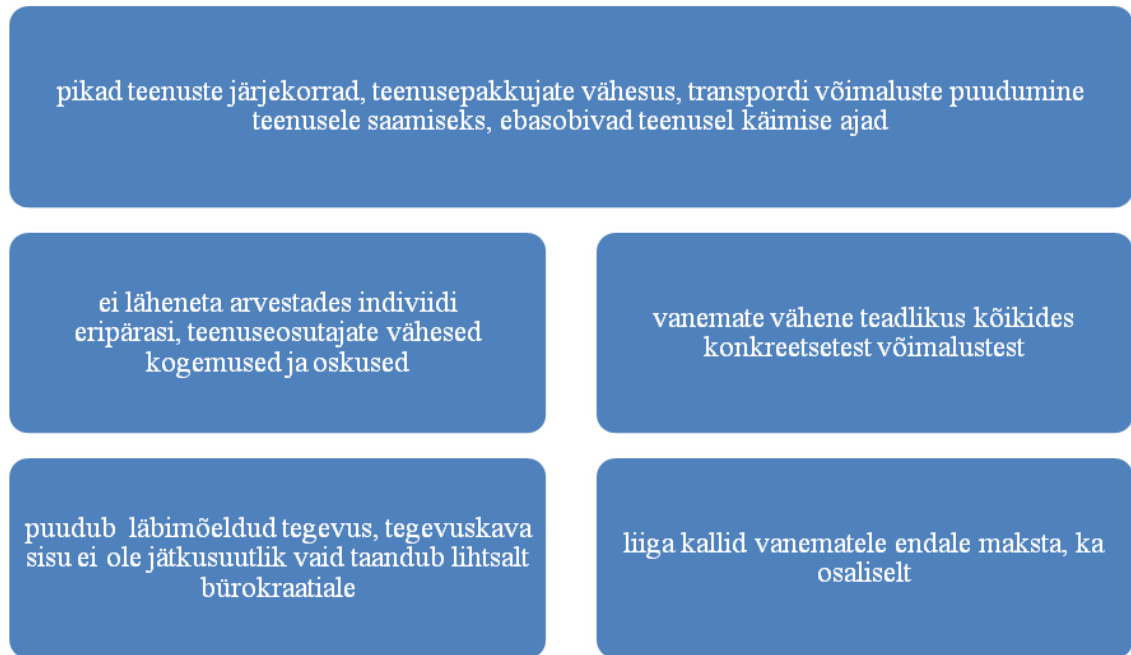 pikad teenuste järjekorrad, teenusepakkujate vähesus, transpordi võimaluste puudumine
teenusele saamiseks, ebasobivad teenusel käimise ajad
ei läheneta arvestades indiviidi
eripärasi, teenuseosutajate vähesed
kogemused ja oskused
vanemate vähene teadlikus kõikides
konkreetsetest võimalustest
puudub läbimõeldud tegevus, tegevuskava
sisu ei ole jätkusuutlik vaid taandub lihtsalt
bürokraatiale
liiga kallid vanematele endale maksta, ka
osaliselt